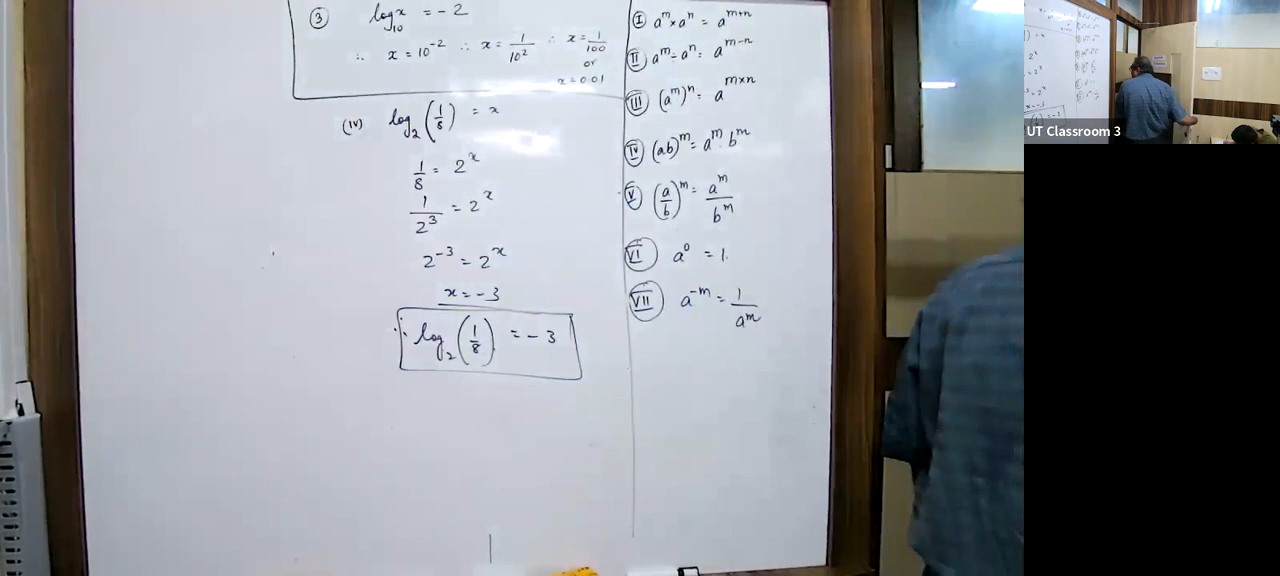 ③ log₁₀x = -2
∴ x = 10⁻² ∴ x = 1/10² ∴ x = 1/100
or
x = 0.01
(iv) log₂(1/8) = x
1/8 = 2ˣ
1/2³ = 2ˣ
2⁻³ = 2ˣ
x = -3
∴ log₂(1/8) = -3
I aᵐ × aⁿ = aᵐ⁺ⁿ
II aᵐ ÷ aⁿ = aᵐ⁻ⁿ
III (aᵐ)ⁿ = aᵐˣⁿ
IV (ab)ᵐ = aᵐ · bᵐ
V (a/b)ᵐ = aᵐ/bᵐ
VI a⁰ = 1.
VII a⁻ᵐ = 1/aᵐ
UT Classroom 3